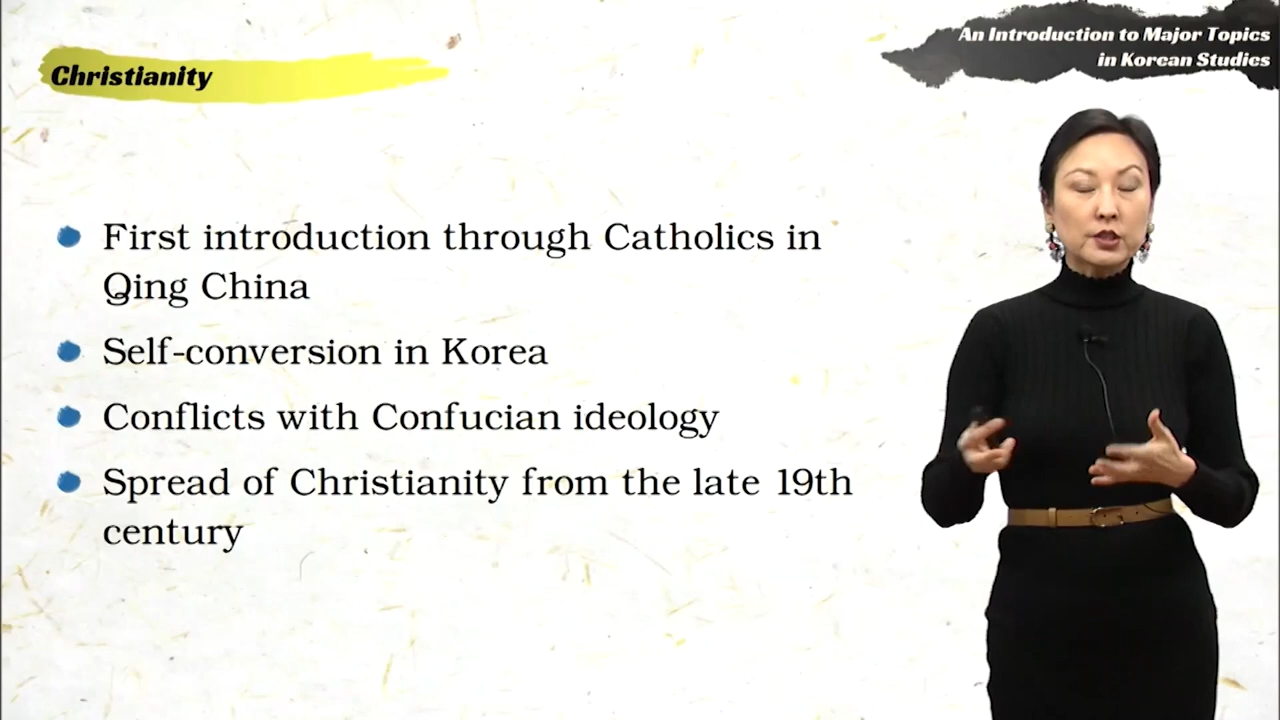 Christianity
An Introduction to Major Topics
in Korean Studies
First introduction through Catholics in
Qing China
Self-conversion in Korea
Conflicts with Confucian ideology
Spread of Christianity from the late 19th
century